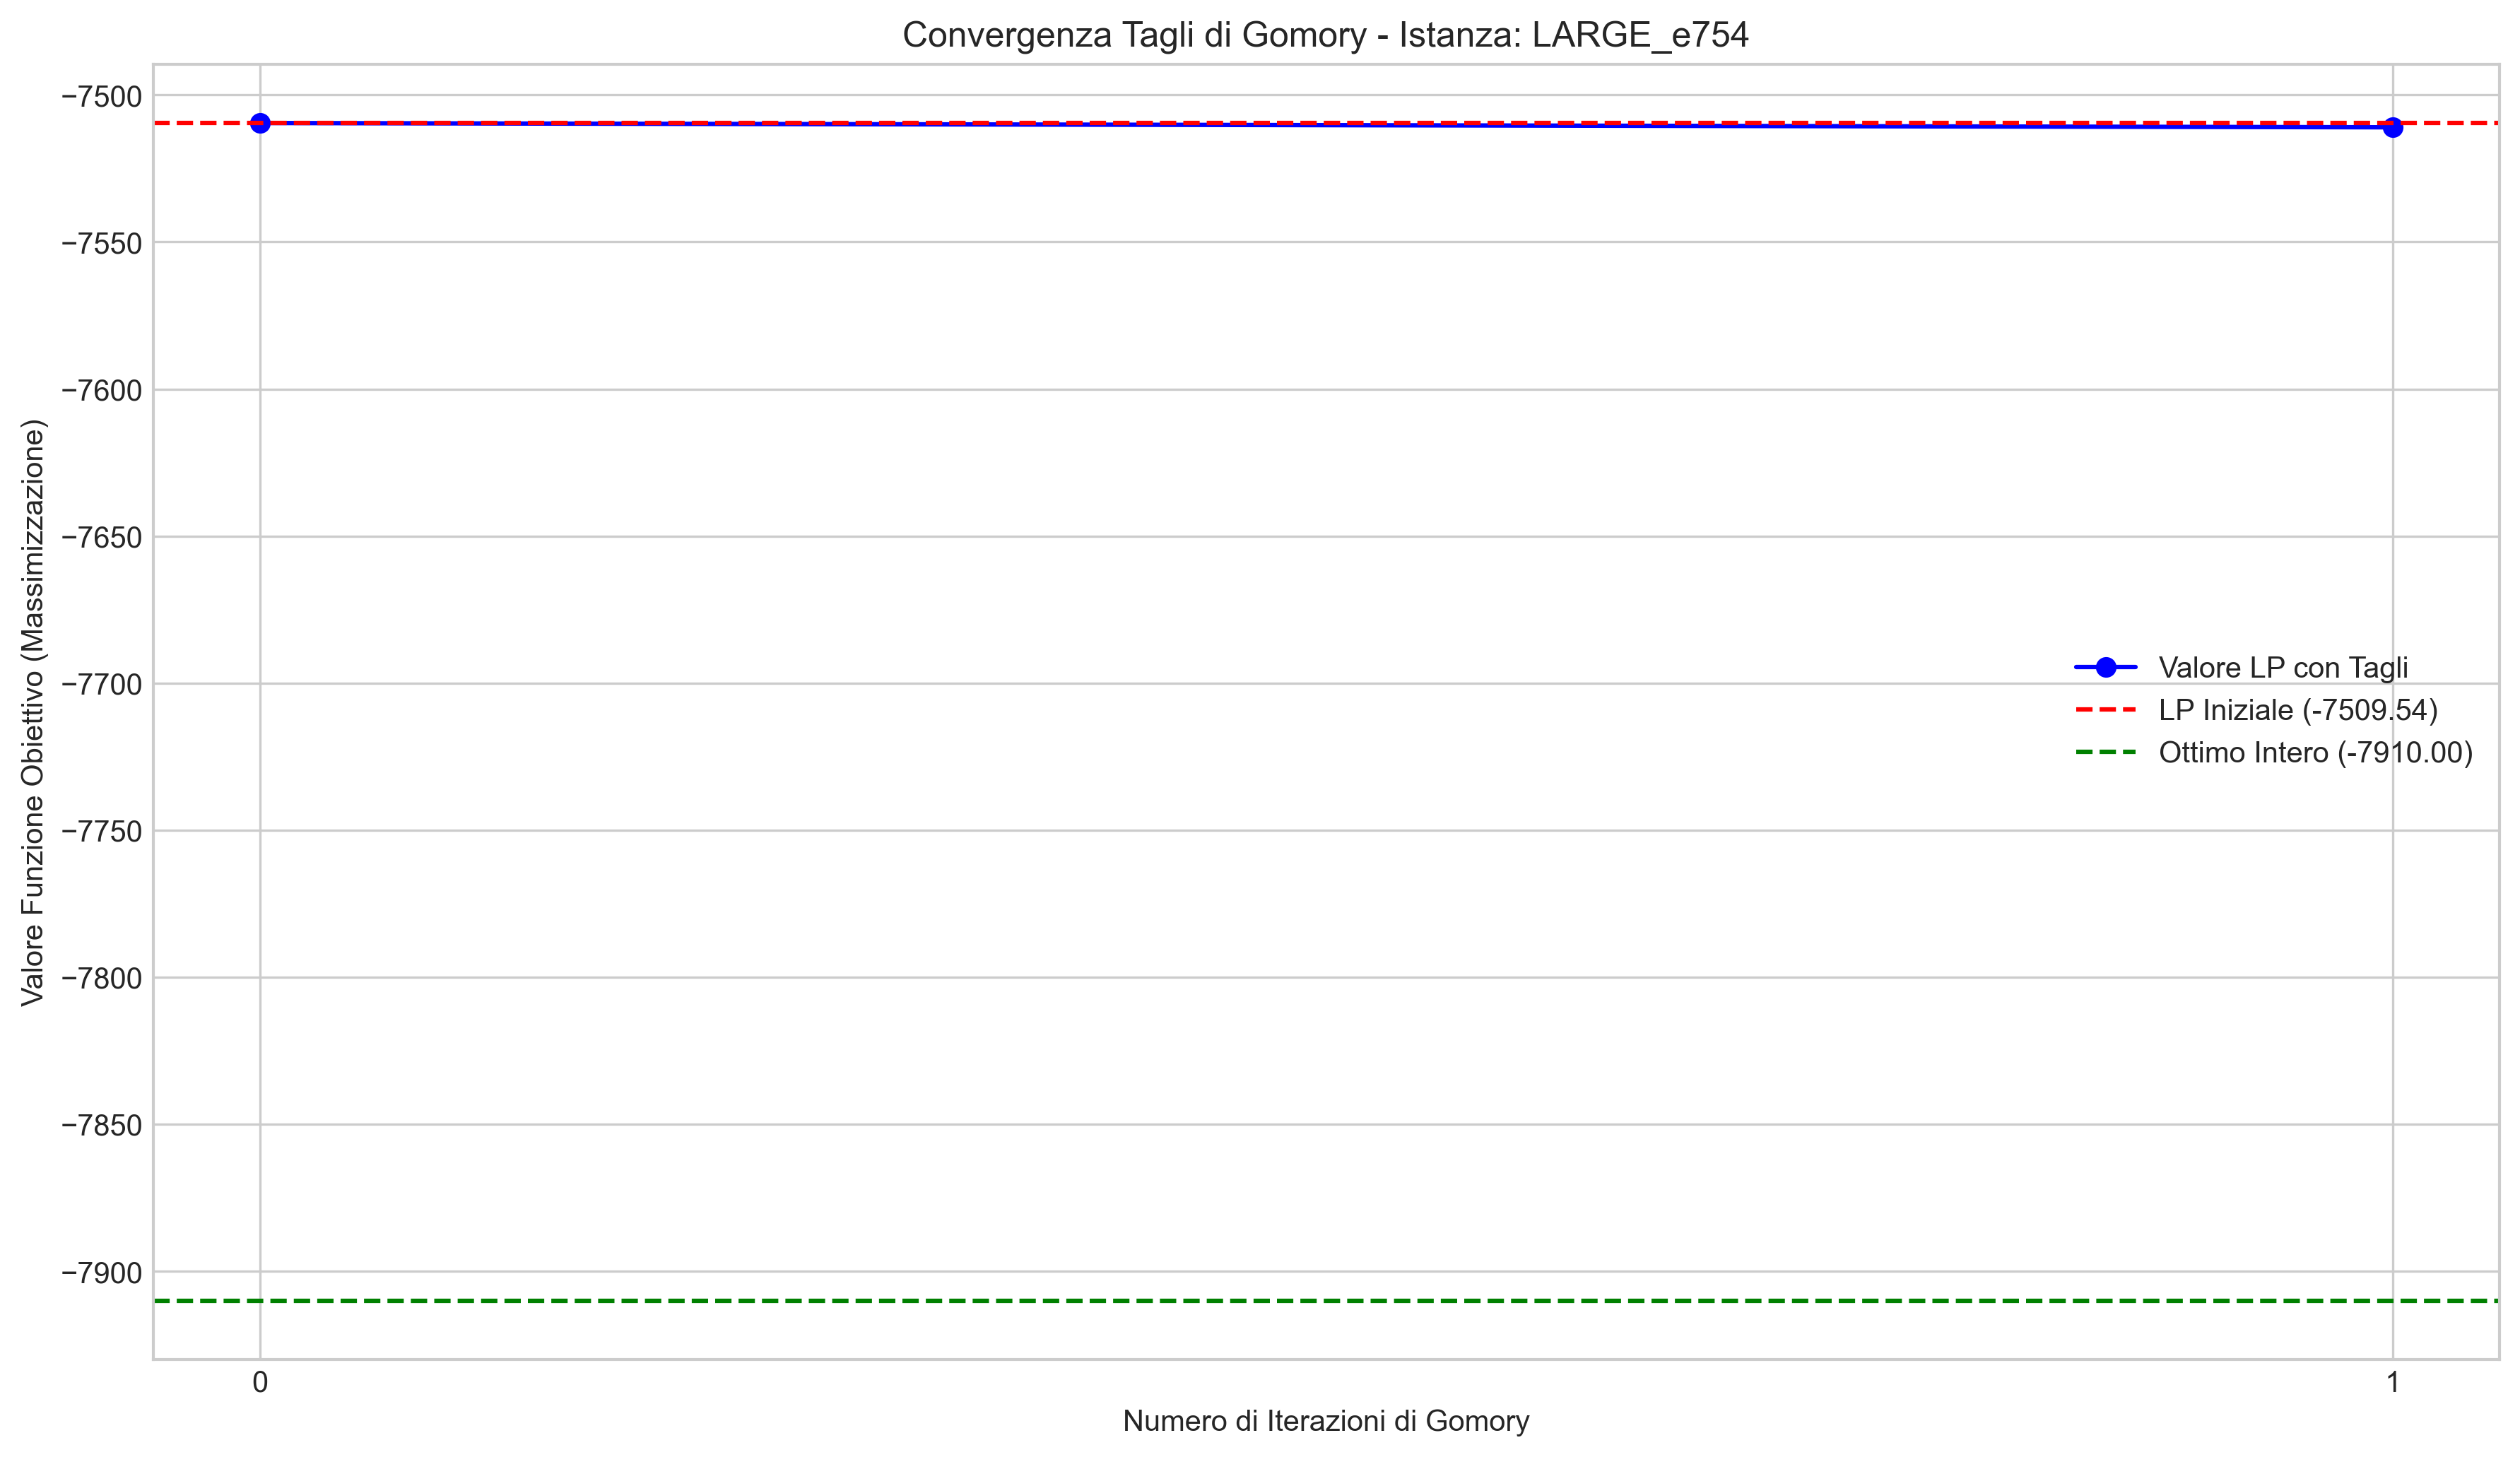 Convergenza Tagli di Gomory - Istanza: LARGE_e754
Valore Funzione Obiettivo (Massimizzazione)
−7500
−7550
−7600
−7650
−7700
−7750
−7800
−7850
−7900
Valore LP con Tagli
LP Iniziale (-7509.54)
Ottimo Intero (-7910.00)
0
1
Numero di Iterazioni di Gomory